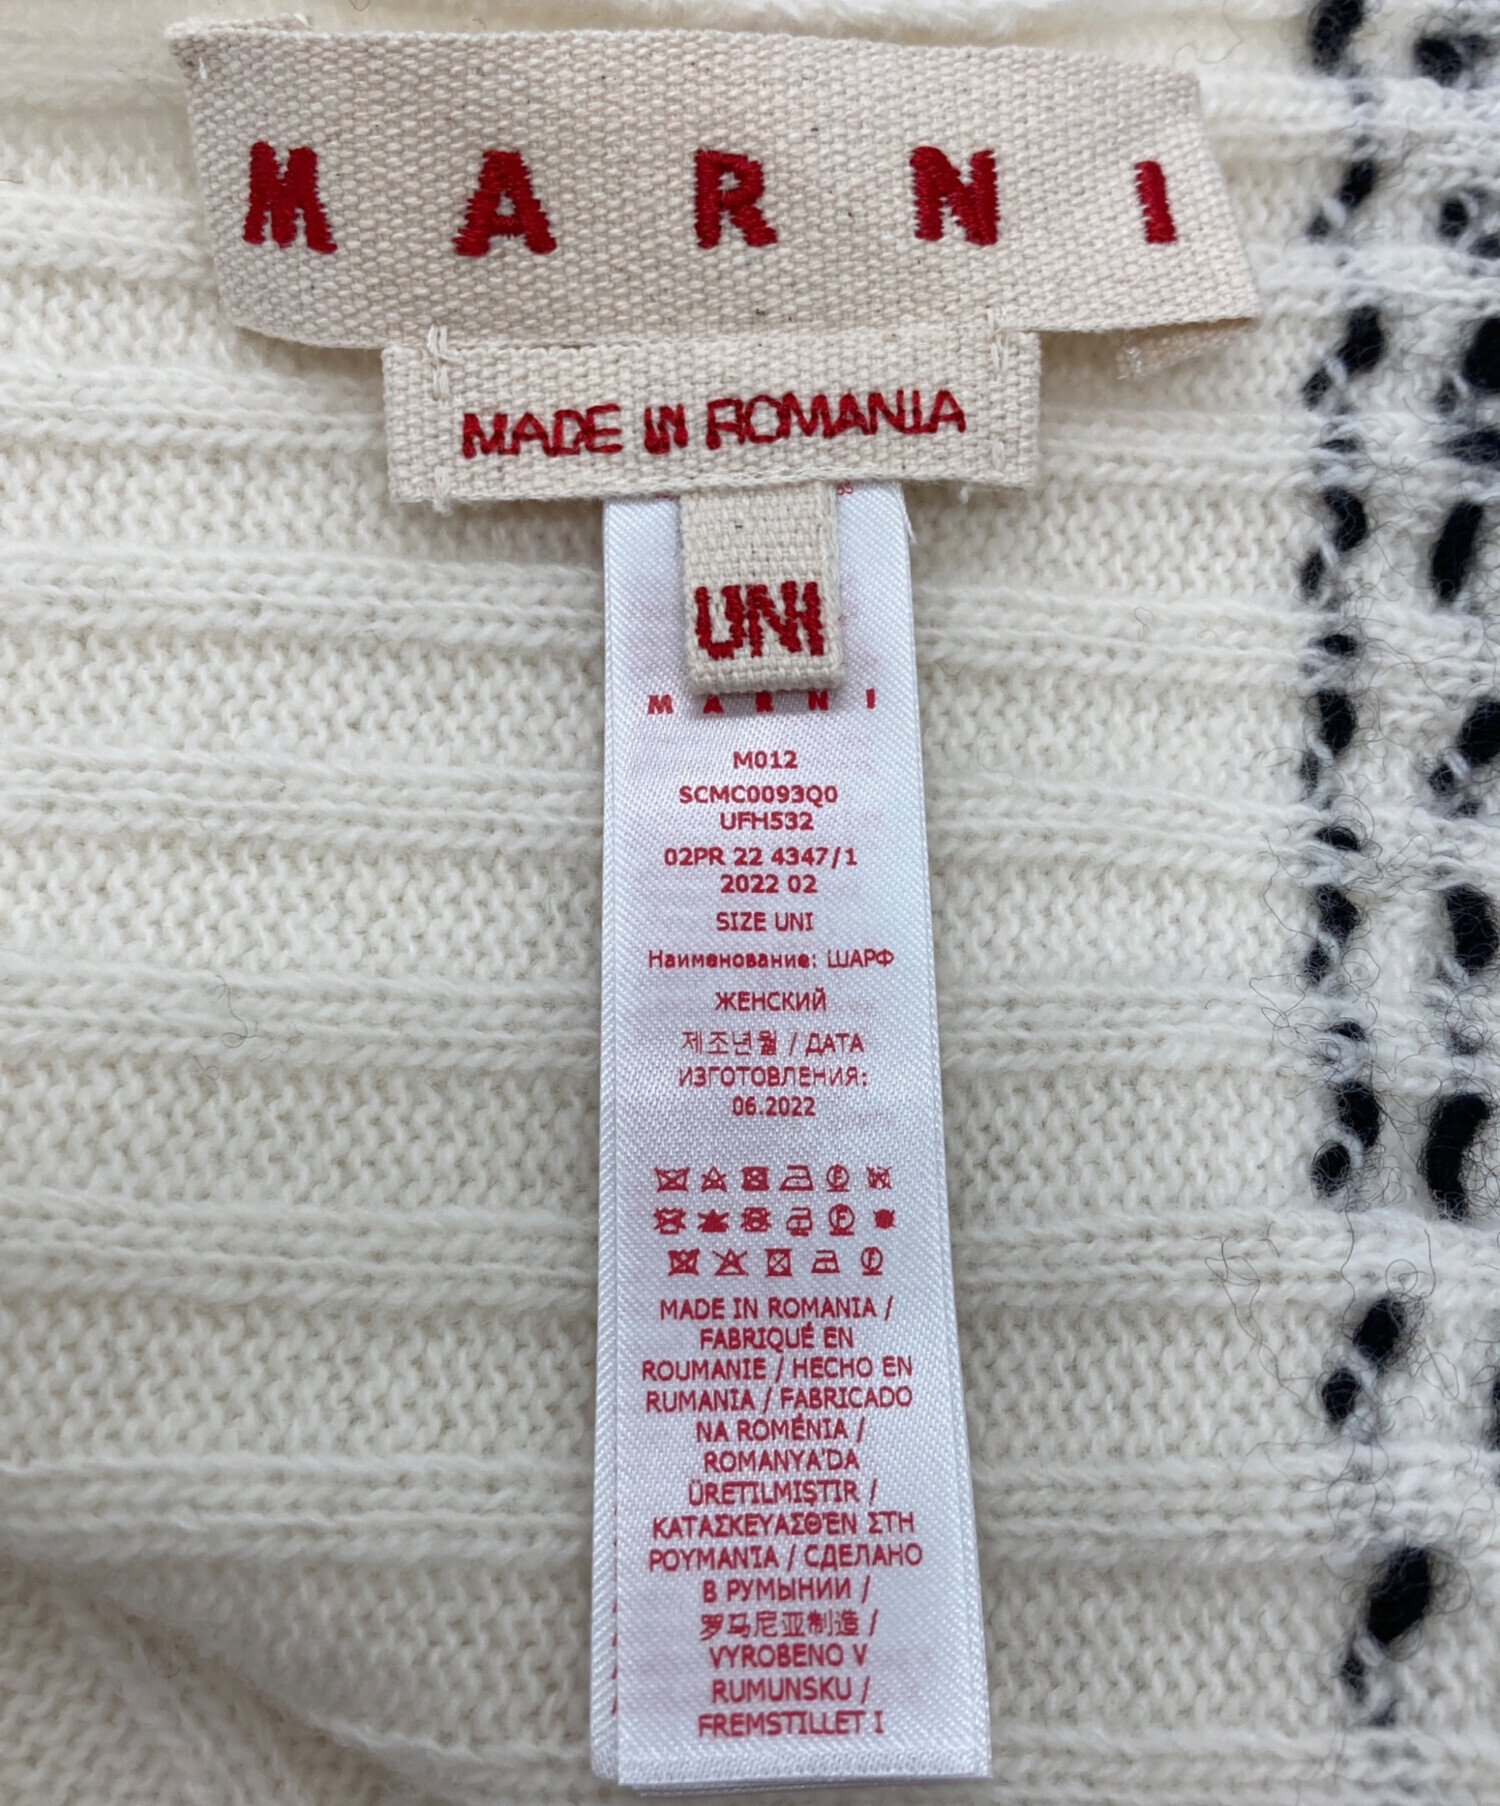 MARNI
MADE IN ROMANIA
UNI
MARNI
M012
SCMC0093Q0
UFH532
02PR 22 4347/1
2022 02
SIZE UNI
Наименование: ШАРФ
ЖЕНСКИЙ
제조년월 / ДАТА
ИЗГОТОВЛЕНИЯ:
06.2022
MADE IN ROMANIA /
FABRIQUÉ EN
ROUMANIE / HECHO EN
RUMANIA / FABRICADO
NA ROMÉNIA /
ROMANYA'DA
ÜRETILMIŞTIR /
ΚΑΤΑΣΚΕΥΑΣΘΈΝ ΣΤΗ
ΡΟΥΜΑΝΊΑ / СДЕЛАНО
В РУМЫНИИ /
罗马尼亚制造 /
VYROBENO V
RUMUNSKU /
FREMSTILLET I